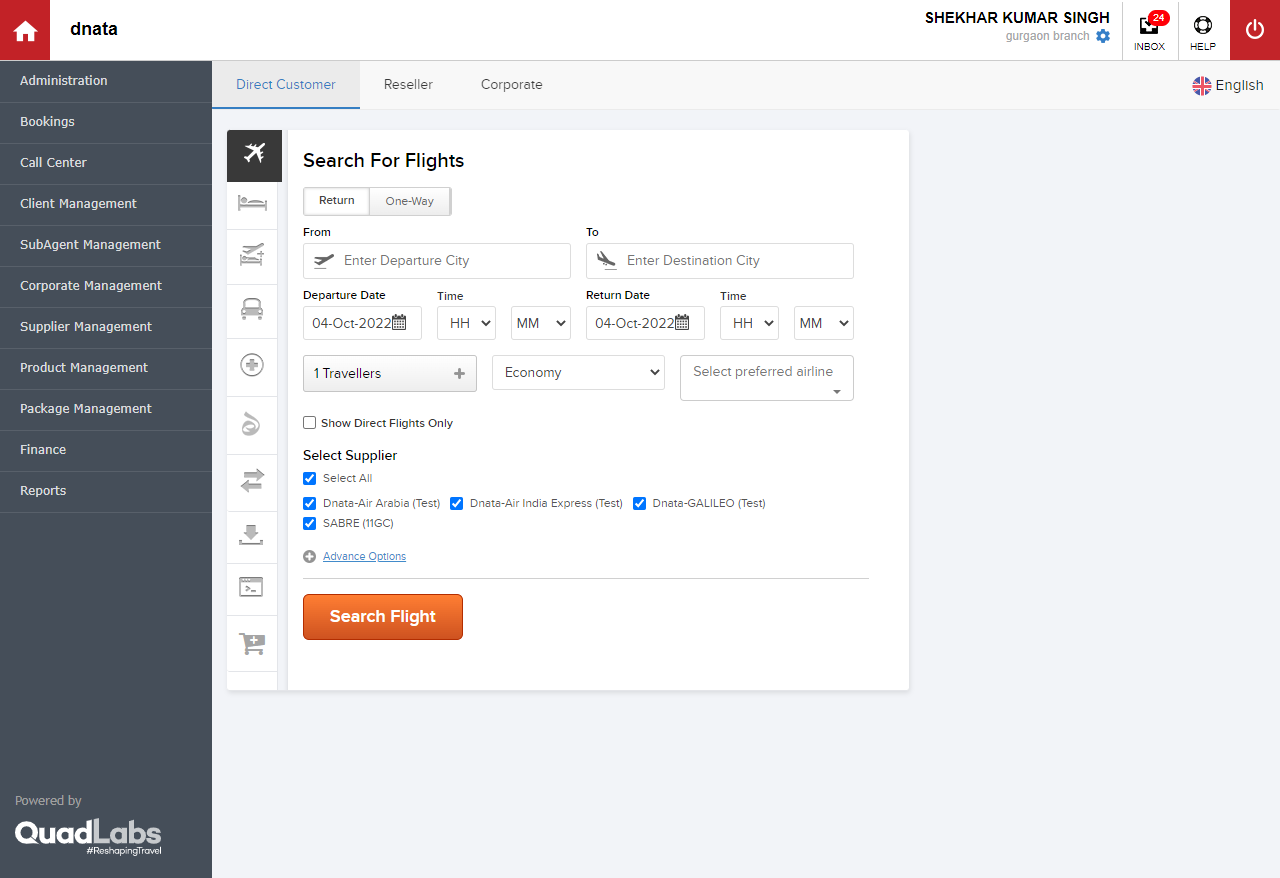 dnata
SHEKHAR KUMAR SINGH
gurgaon branch
24
INBOX
HELP
Administration
Bookings
Call Center
Client Management
SubAgent Management
Corporate Management
Supplier Management
Product Management
Package Management
Finance
Reports
Powered by
QuadLabs
#ReshapingTravel
Direct Customer Reseller Corporate
English
Search For Flights
Return One-Way
From To
Enter Departure City Enter Destination City
Departure Date Time Return Date Time
04-Oct-2022 HH MM 04-Oct-2022 HH MM
1 Travellers Economy Select preferred airline
Show Direct Flights Only
Select Supplier
Select All
Dnata-Air Arabia (Test) Dnata-Air India Express (Test) Dnata-GALILEO (Test)
SABRE (11GC)
Advance Options
Search Flight